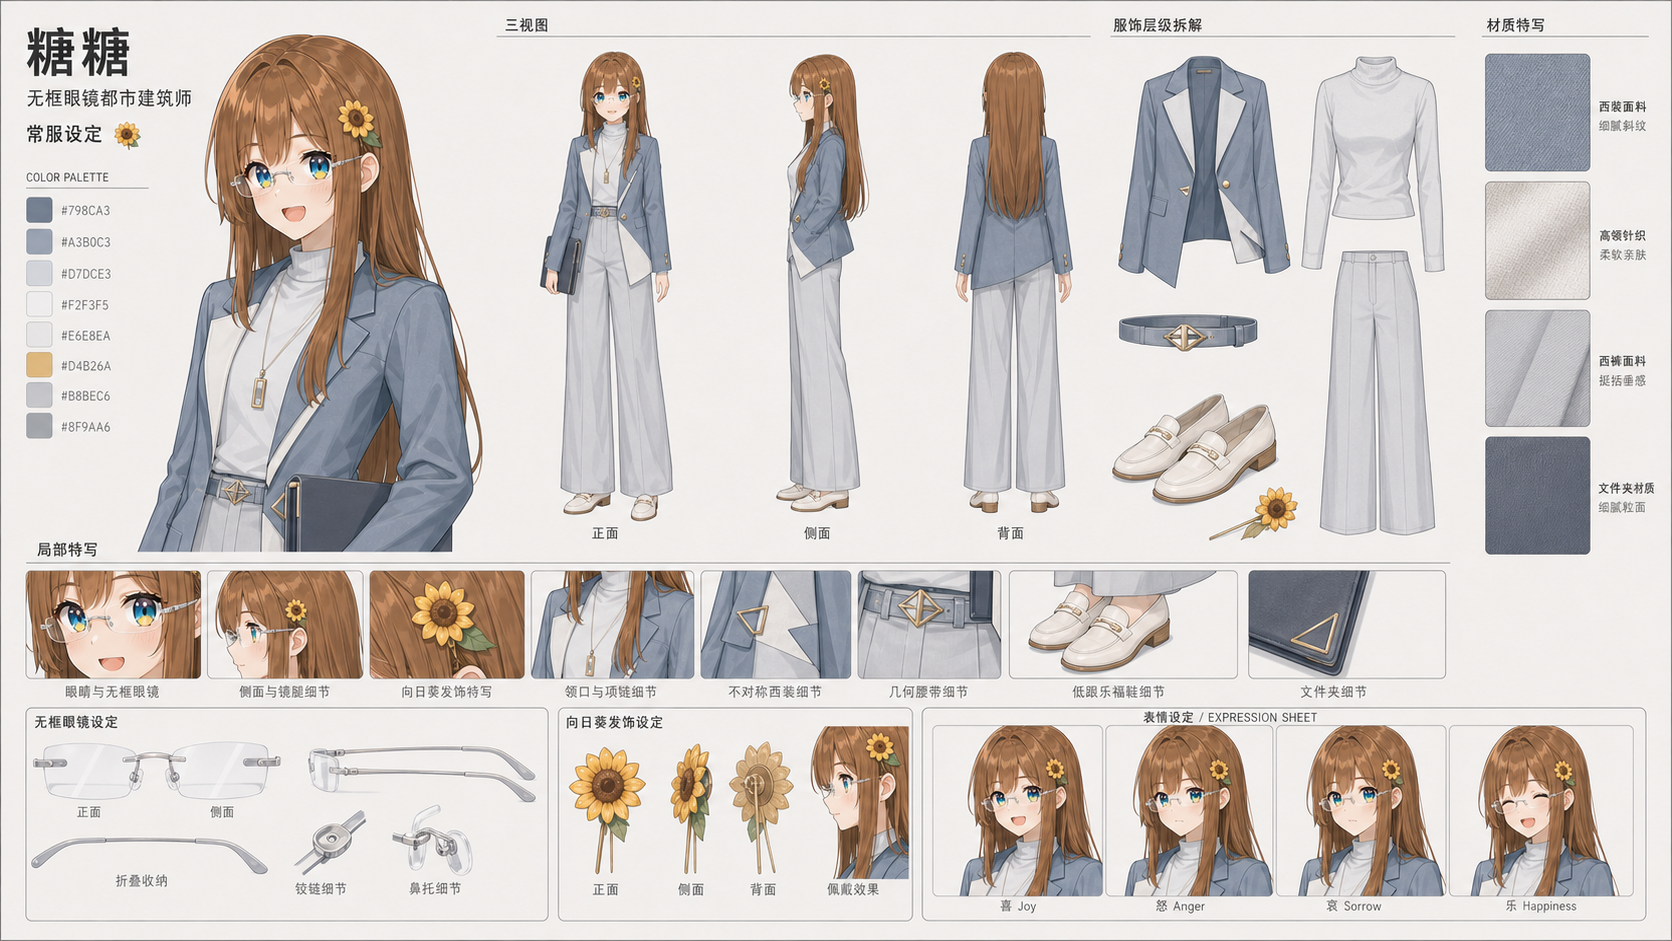 糖糖
无框眼镜都市建筑师
常服设定
COLOR PALETTE
#798CA3
#A3B0C3
#D7DCE3
#F2F3F5
#E6E8EA
#D4B26A
#B8BEC6
#8F9AA6
三视图
正面
侧面
背面
服饰层级拆解
材质特写
西装面料
细腻斜纹
高领针织
柔软亲肤
西裤面料
挺括垂感
文件夹材质
细腻粒面
局部特写
眼睛与无框眼镜
侧面与镜腿细节
向日葵发饰特写
领口与项链细节
不对称西装细节
几何腰带细节
低跟乐福鞋细节
文件夹细节
无框眼镜设定
正面
侧面
折叠收纳
铰链细节
鼻托细节
向日葵发饰设定
正面
侧面
背面
佩戴效果
表情设定 / EXPRESSION SHEET
喜 Joy
怒 Anger
哀 Sorrow
乐 Happiness